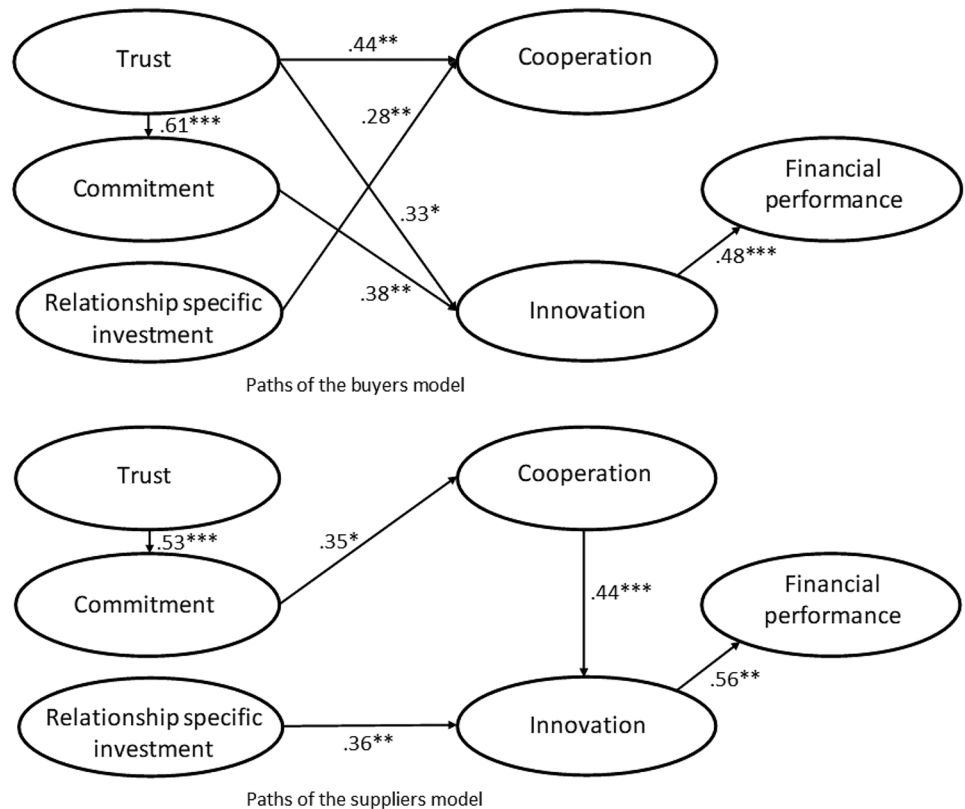 Trust
.44**
Cooperation
.61***
.28**
Commitment
.33*
Financial
performance
.48***
Relationship specific
investment
.38**
Innovation
Paths of the buyers model
Trust
Cooperation
.53***
.35*
Commitment
.44***
Financial
performance
Relationship specific
investment
.36**
Innovation
.56**
Paths of the suppliers model